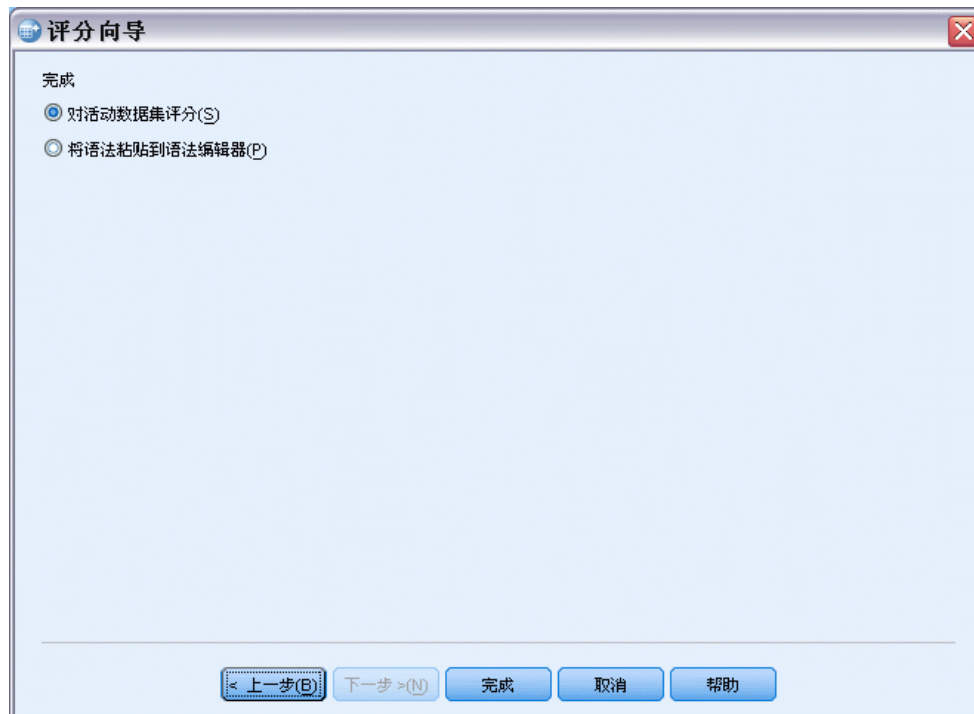 评分向导
完成
对活动数据集评分(S)
将语法粘贴到语法编辑器(P)
< 上一步(B) 下一步 >(N) 完成 取消 帮助